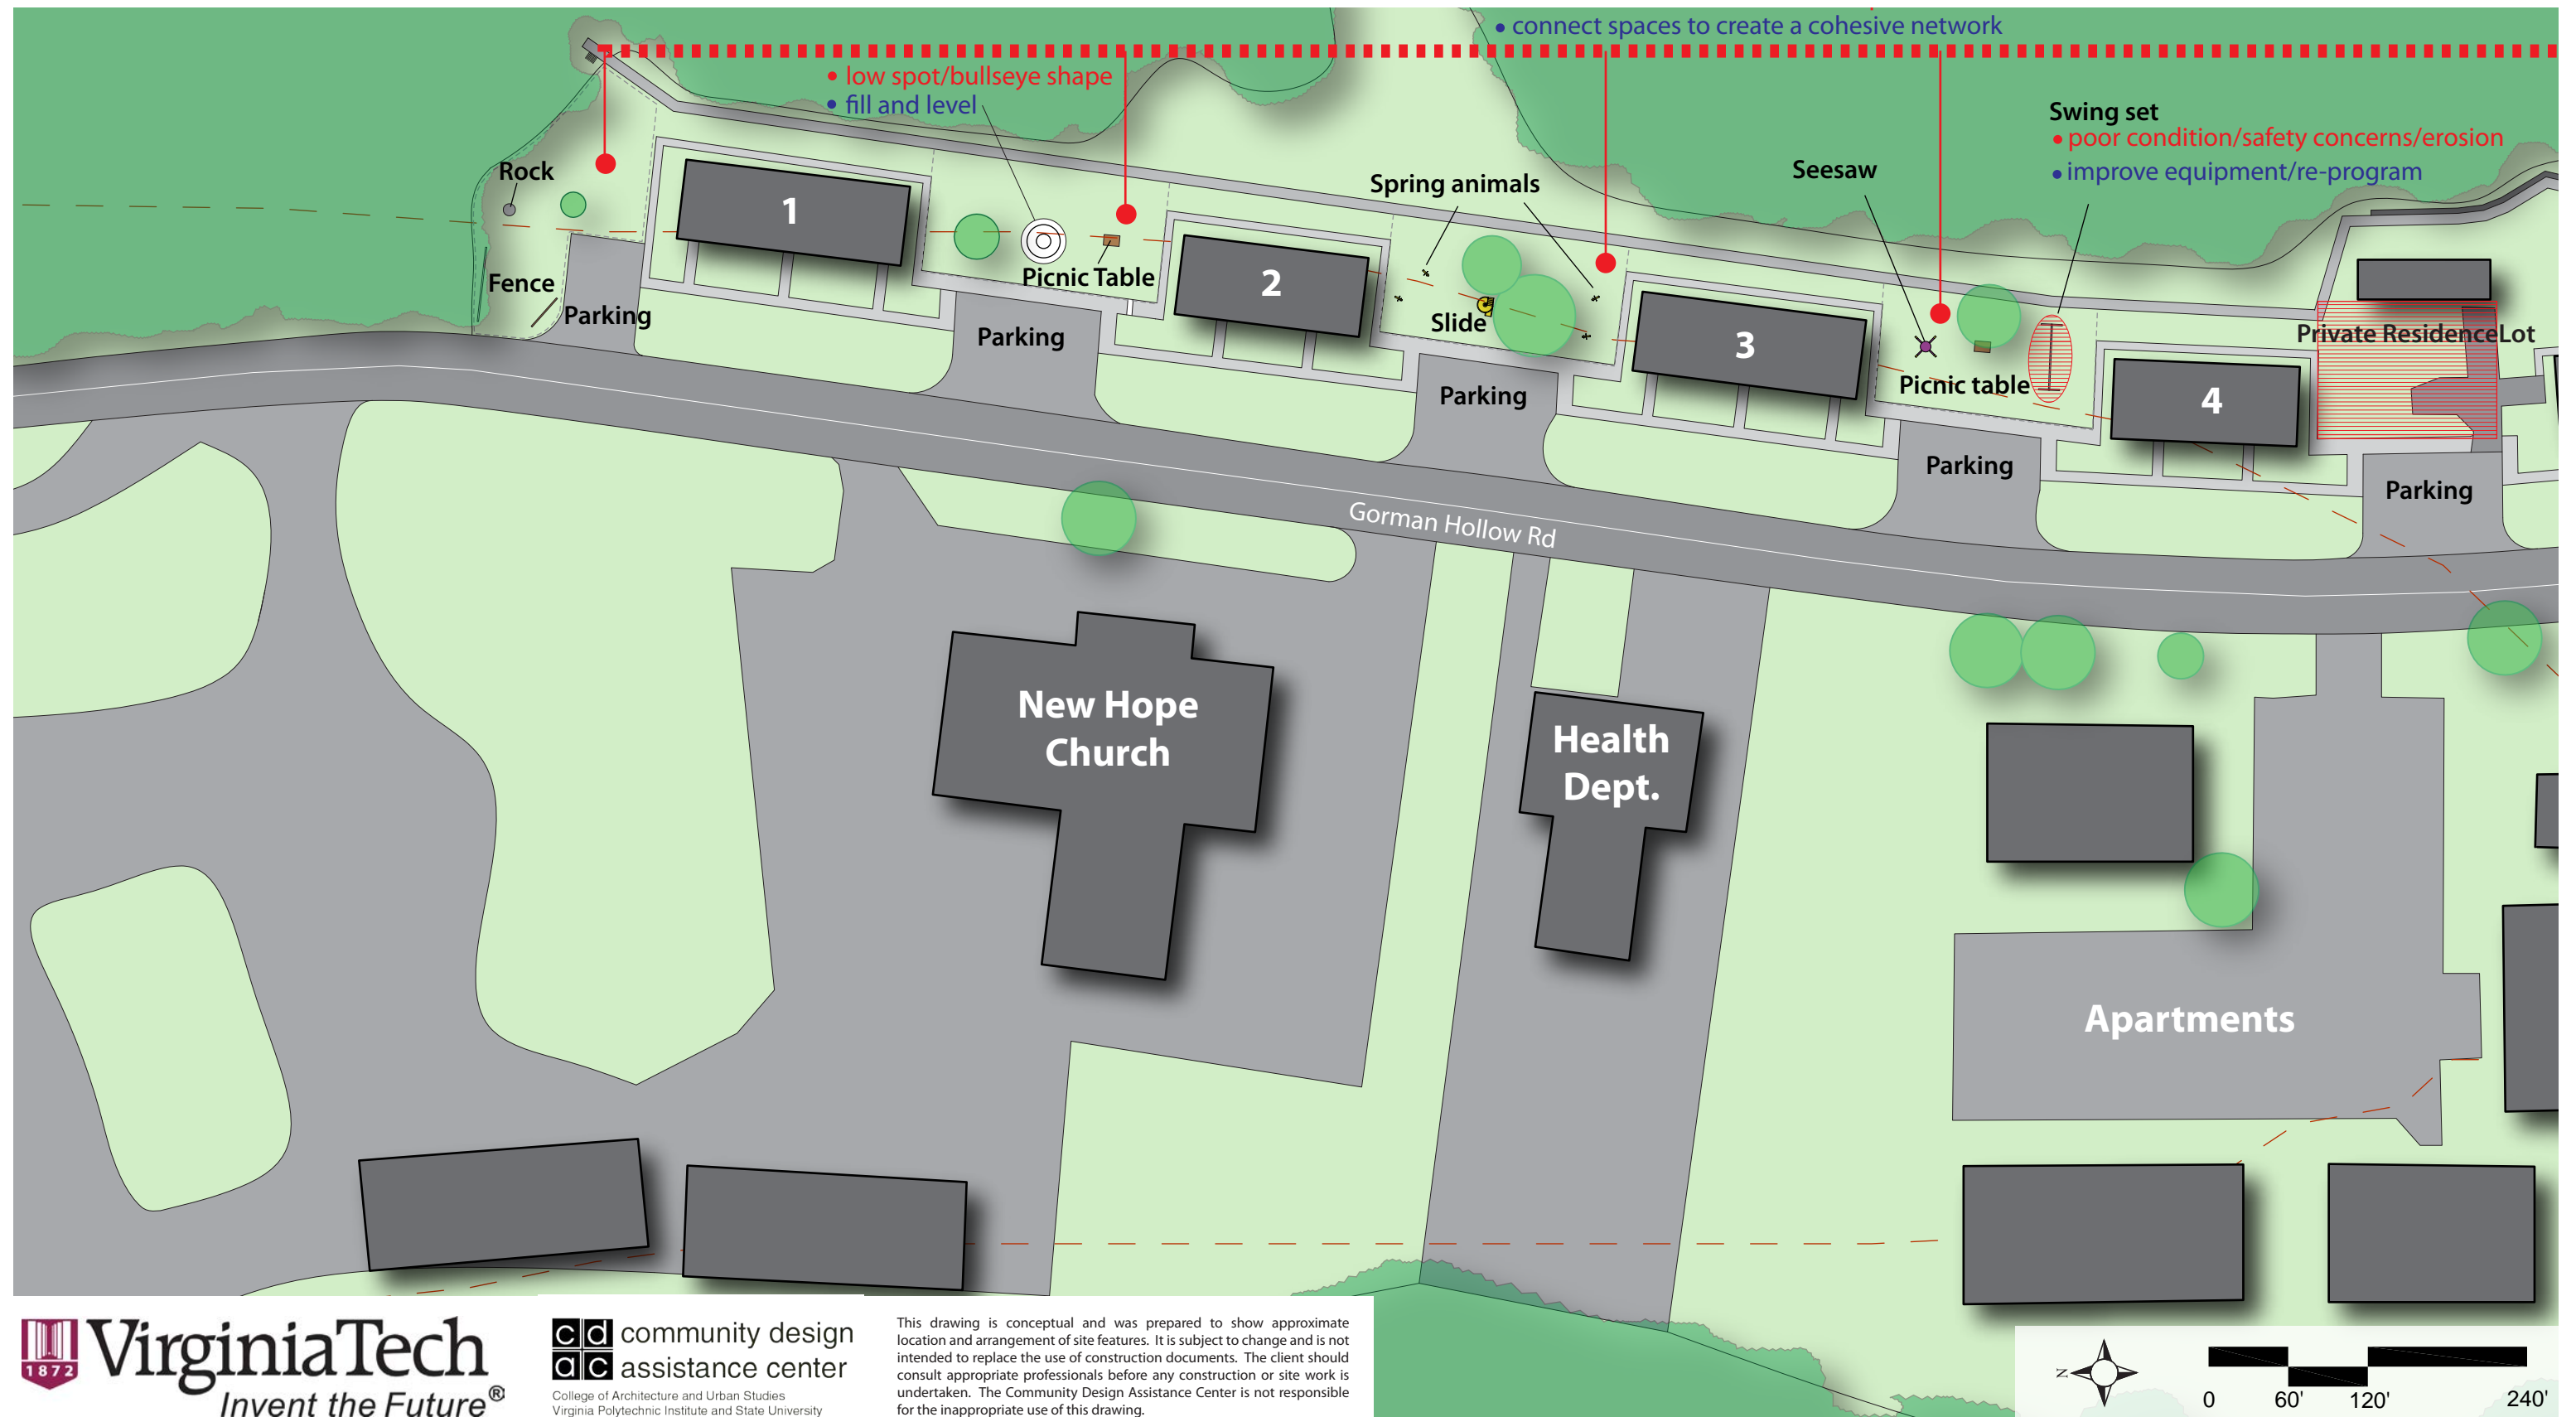 • connect spaces to create a cohesive network
• low spot/bullseye shape
• fill and level
Swing set
• poor condition/safety concerns/erosion
• improve equipment/re-program
Rock
Seesaw
Spring animals
1
2
3
4
Fence
Parking
Picnic Table
Parking
Slide
Parking
Picnic table
Parking
Private ResidenceLot
Parking
Gorman Hollow Rd
New Hope
Church
Health
Dept.
Apartments
VirginiaTech
1872
Invent the Future®
cd
ac
community design
assistance center
College of Architecture and Urban Studies
Virginia Polytechnic Institute and State University
This drawing is conceptual and was prepared to show approximate
location and arrangement of site features. It is subject to change and is not
intended to replace the use of construction documents. The client should
consult appropriate professionals before any construction or site work is
undertaken. The Community Design Assistance Center is not responsible
for the inappropriate use of this drawing.
N
0 60' 120' 240'